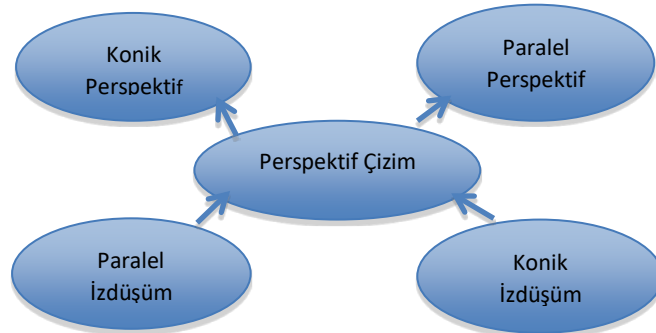 Konik
Perspektif
Paralel
Perspektif
Perspektif Çizim
Paralel
İzdüşüm
Konik
İzdüşüm